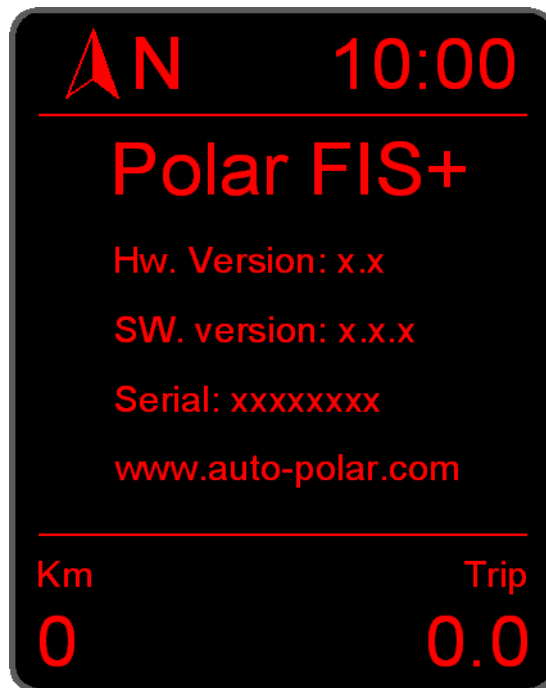 N 10:00
Polar FIS+
Hw. Version: x.x
SW. version: x.x.x
Serial: xxxxxxxx
www.auto-polar.com
Km Trip
0 0.0